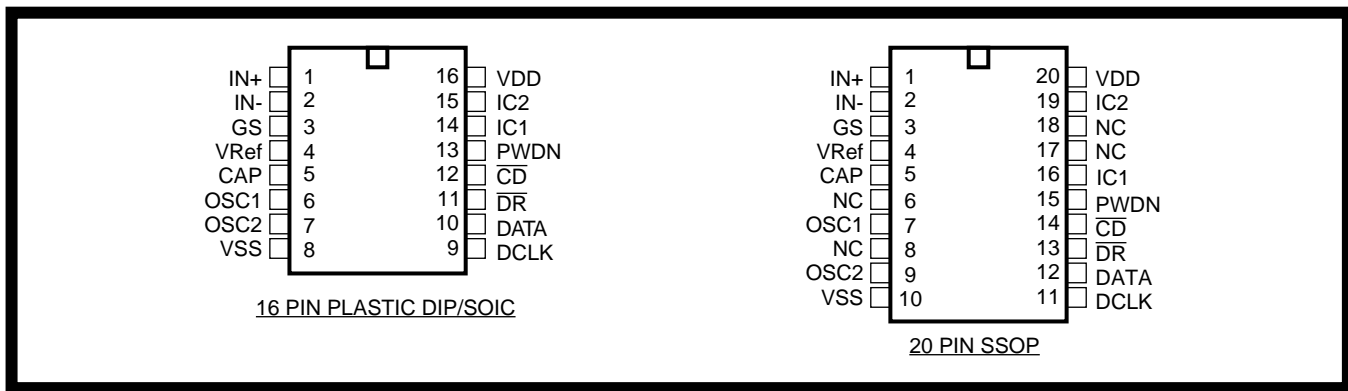 IN+ 1 16 VDD
IN- 2 15 IC2
GS 3 14 IC1
VRef 4 13 PWDN
CAP 5 12 C̅D̅
OSC1 6 11 D̅R̅
OSC2 7 10 DATA
VSS 8 9 DCLK
16 PIN PLASTIC DIP/SOIC
IN+ 1 20 VDD
IN- 2 19 IC2
GS 3 18 NC
VRef 4 17 NC
CAP 5 16 IC1
NC 6 15 PWDN
OSC1 7 14 C̅D̅
NC 8 13 D̅R̅
OSC2 9 12 DATA
VSS 10 11 DCLK
20 PIN SSOP